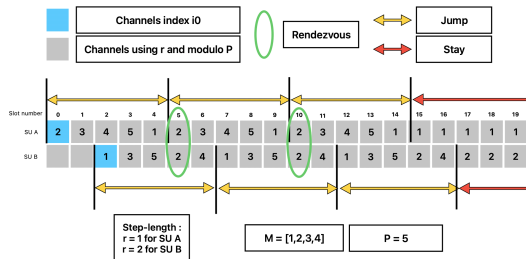 Channels index i0
Channels using r and modulo P
Rendezvous
Jump
Stay
Slot number 0 1 2 3 4 5 6 7 8 9 10 11 12 13 14 15 16 17 18 19
SU A 2 3 4 5 1 2 3 4 5 1 2 3 4 5 1 1 1 1 1 1
SU B 1 3 5 2 4 1 3 5 2 4 1 3 5 2 4 2 2 2
Step-length :
r = 1 for SU A
r = 2 for SU B
M = [1,2,3,4]
P = 5